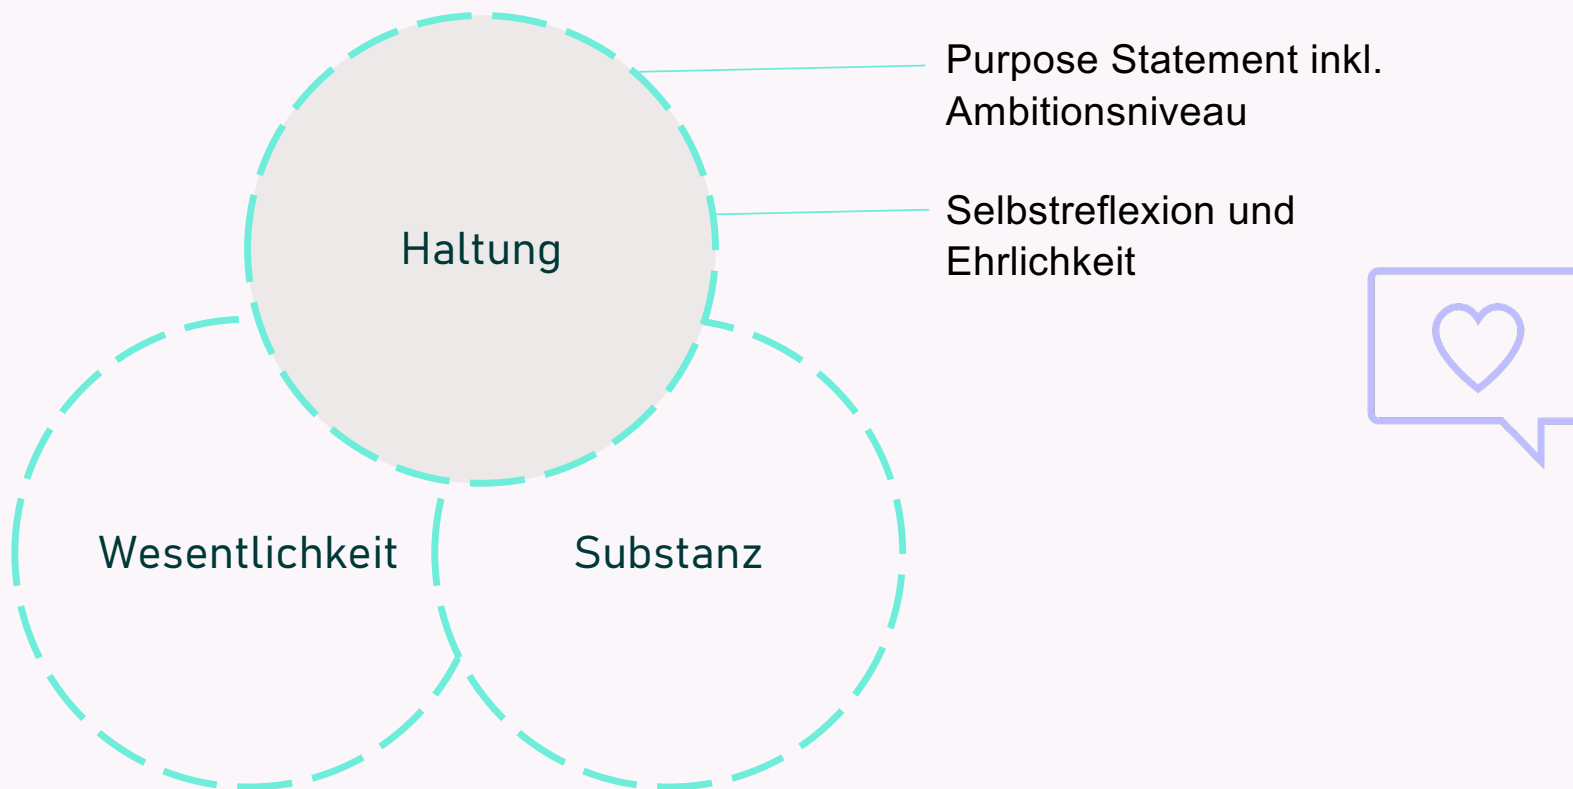 Purpose Statement inkl.
Ambitionsniveau
Selbstreflexion und
Ehrlichkeit
Haltung
Wesentlichkeit
Substanz